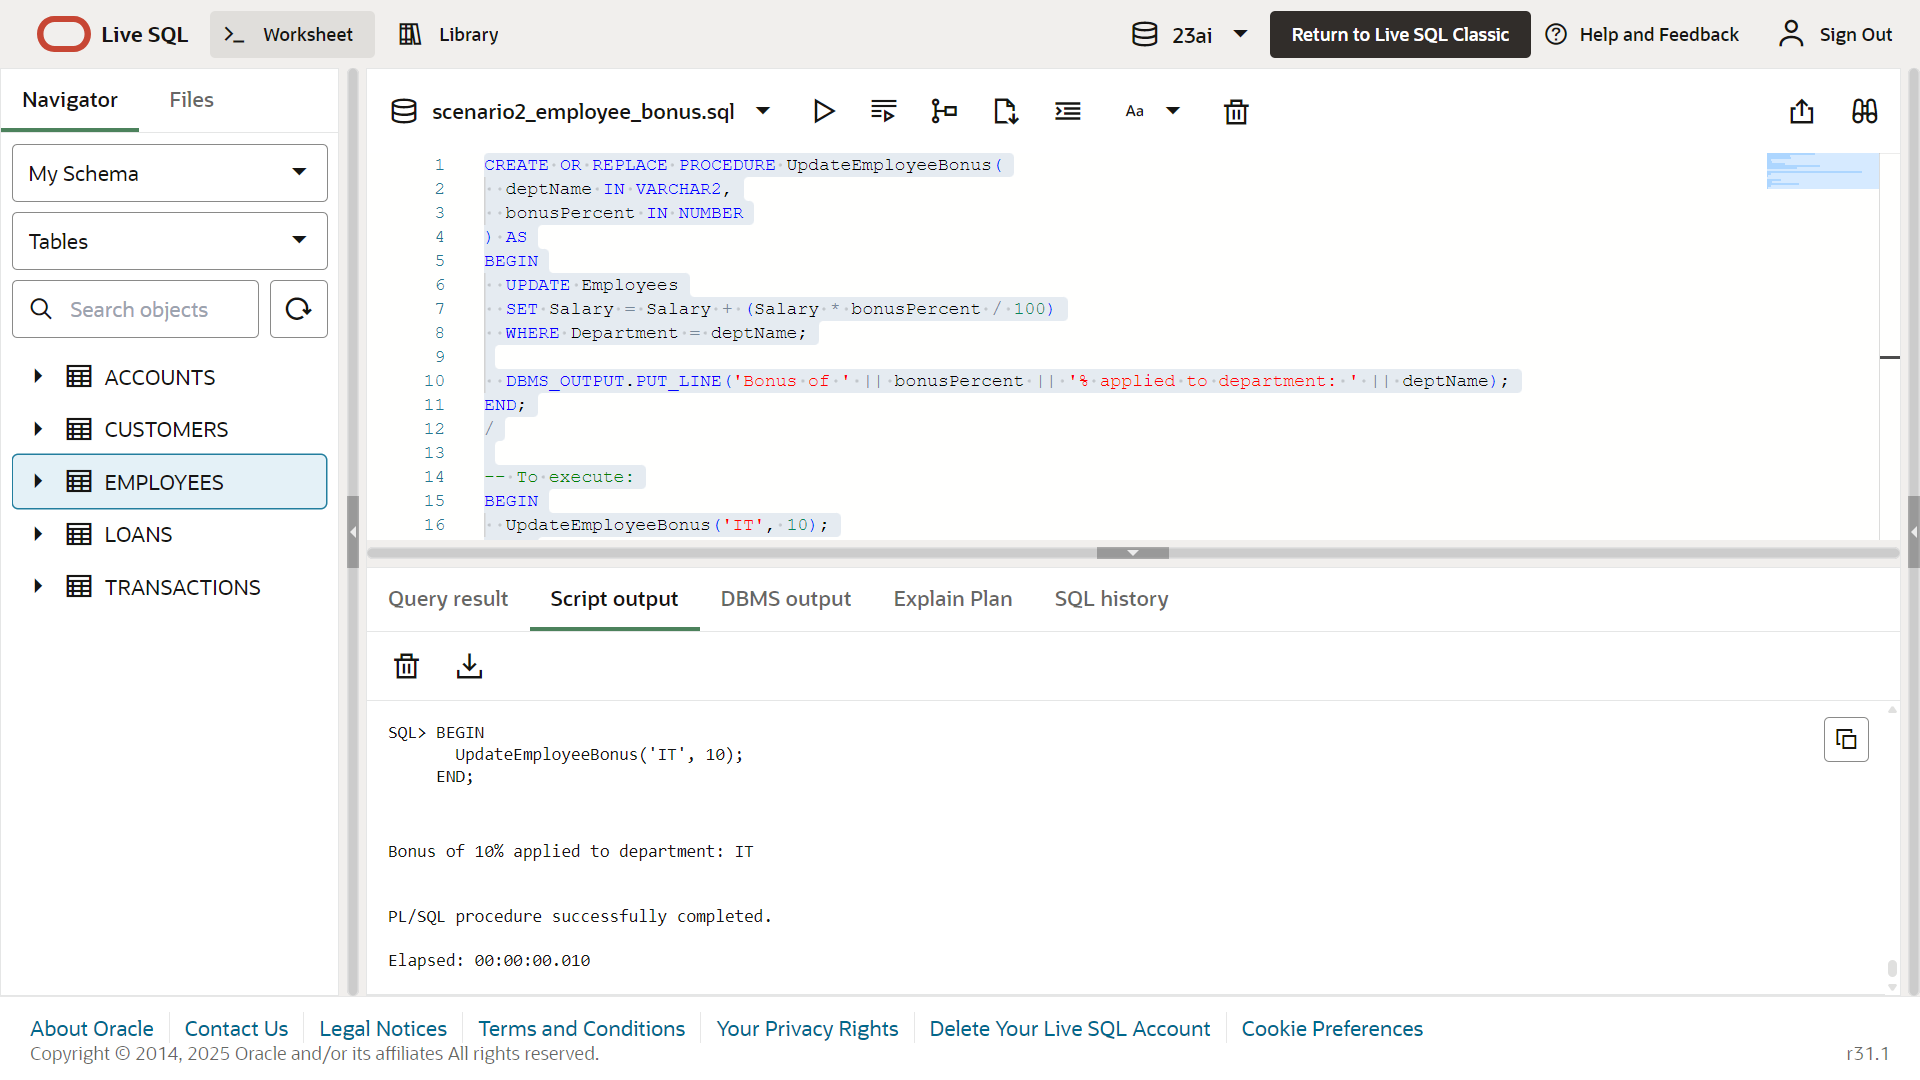 Live SQL
Worksheet
Library
23ai
Return to Live SQL Classic
Help and Feedback
Sign Out
Navigator
Files
My Schema
Tables
Search objects
ACCOUNTS
CUSTOMERS
EMPLOYEES
LOANS
TRANSACTIONS
scenario2_employee_bonus.sql
Aa
1 CREATE OR REPLACE PROCEDURE UpdateEmployeeBonus(
2 deptName IN VARCHAR2,
3 bonusPercent IN NUMBER
4 ) AS
5 BEGIN
6 UPDATE Employees
7 SET Salary = Salary + (Salary * bonusPercent / 100)
8 WHERE Department = deptName;
9
10 DBMS_OUTPUT.PUT_LINE('Bonus of ' || bonusPercent || '% applied to department: ' || deptName);
11 END;
12 /
13
14 -- To execute:
15 BEGIN
16 UpdateEmployeeBonus('IT', 10);
Query result
Script output
DBMS output
Explain Plan
SQL history
SQL> BEGIN
UpdateEmployeeBonus('IT', 10);
END;
Bonus of 10% applied to department: IT
PL/SQL procedure successfully completed.
Elapsed: 00:00:00.010
About Oracle
Contact Us
Legal Notices
Terms and Conditions
Your Privacy Rights
Delete Your Live SQL Account
Cookie Preferences
Copyright © 2014, 2025 Oracle and/or its affiliates All rights reserved.
r31.1